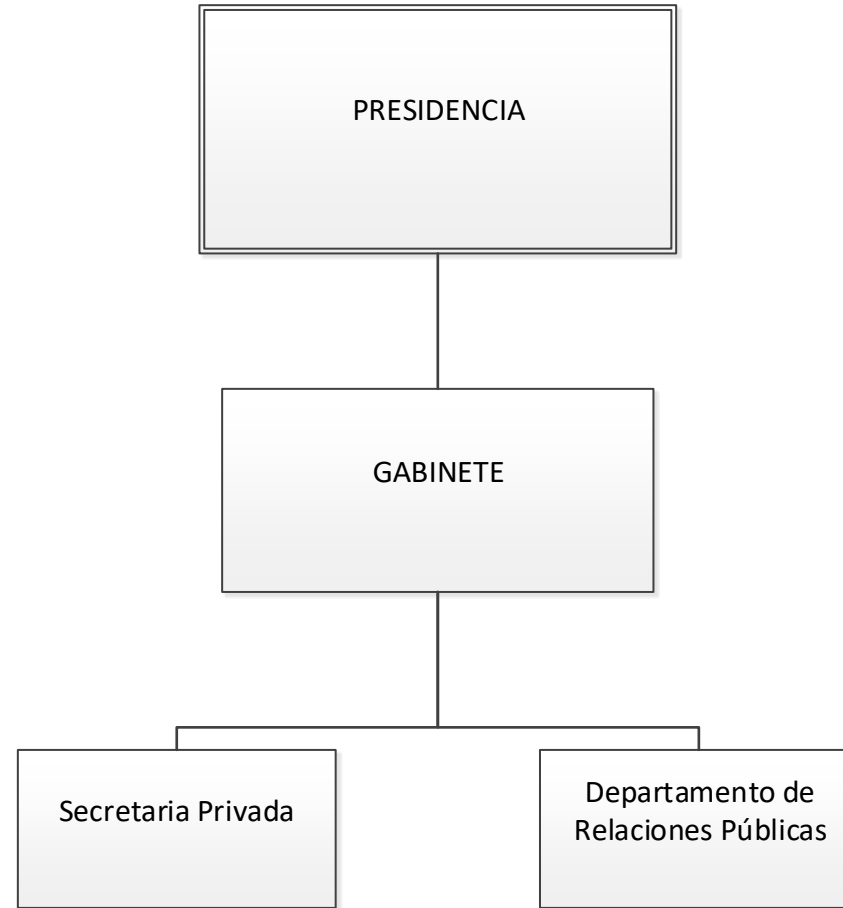 PRESIDENCIA
GABINETE
Secretaria Privada
Departamento de
Relaciones Públicas